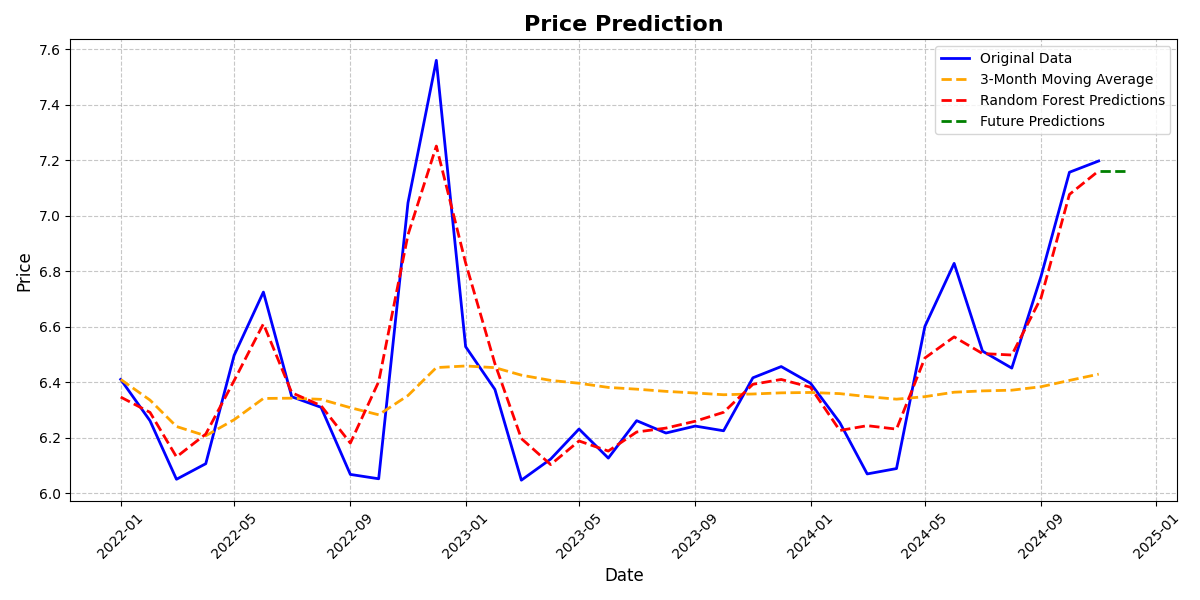 Price Prediction
Price
7.6
7.4
7.2
7.0
6.8
6.6
6.4
6.2
6.0
Original Data
3-Month Moving Average
Random Forest Predictions
Future Predictions
2022-01
2022-05
2022-09
2023-01
2023-05
2023-09
2024-01
2024-05
2024-09
2025-01
Date